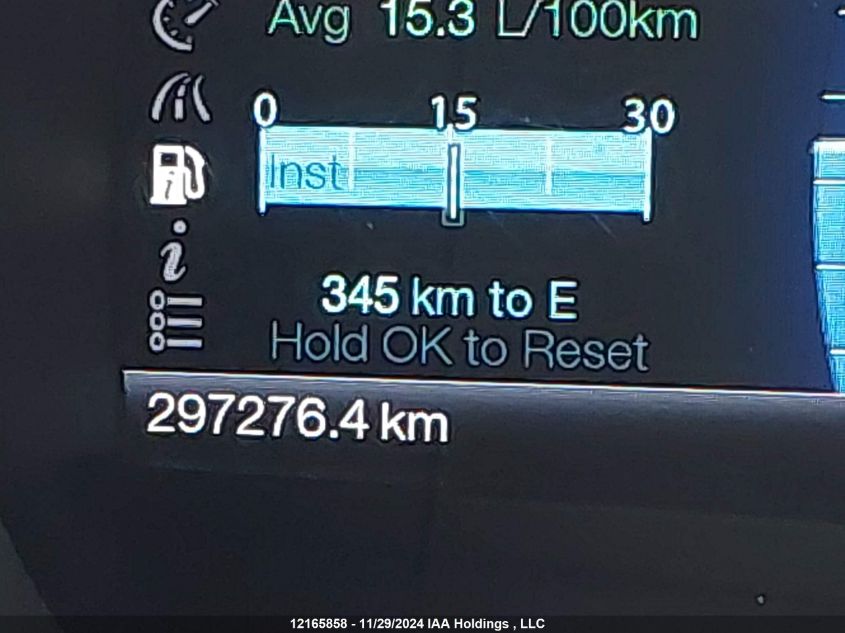 Avg 15.3 L/100km
0 15 30
Inst
345 km to E
Hold OK to Reset
297276.4 km
12165858 - 11/29/2024 IAA Holdings , LLC